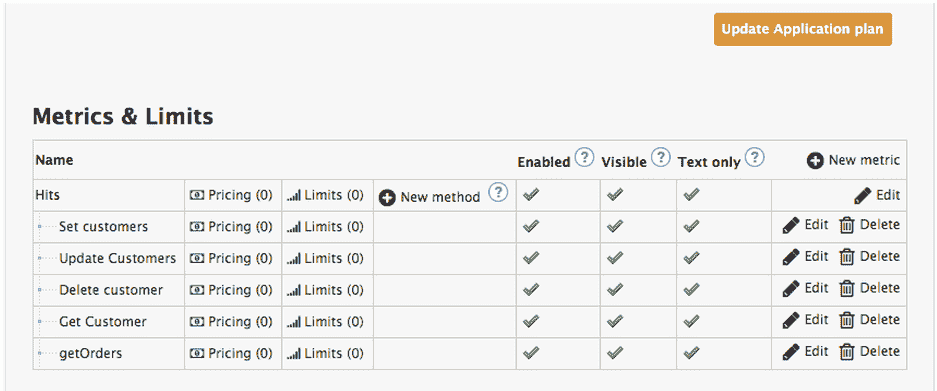 Update Application plan
Metrics & Limits
Name Enabled ? Visible ? Text only ? New metric
Hits Pricing (0) Limits (0) New method ? Edit
Set customers Pricing (0) Limits (0) Edit Delete
Update Customers Pricing (0) Limits (0) Edit Delete
Delete customer Pricing (0) Limits (0) Edit Delete
Get Customer Pricing (0) Limits (0) Edit Delete
getOrders Pricing (0) Limits (0) Edit Delete